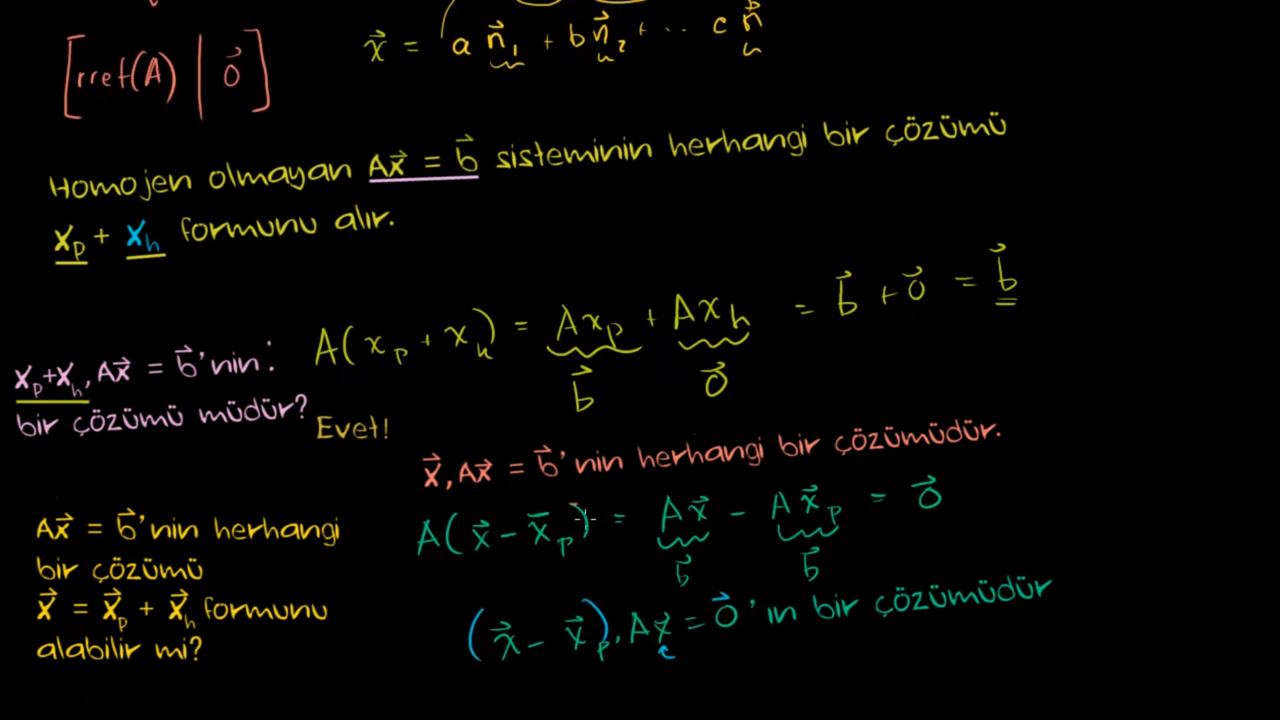 [rref(A) | 0⃗]
x⃗ = a n⃗₁ + b n⃗₂ + ... c n⃗
Homojen olmayan Ax⃗ = b⃗ sisteminin herhangi bir çözümü
xₚ + xₕ formunu alır.
A(xₚ + xₕ) = Axₚ + Axₕ = b⃗ + 0⃗ = b⃗
b⃗ 0⃗
xₚ+xₕ, Ax⃗ = b⃗'nin:
bir çözümü müdür?
Evet!
x⃗, Ax⃗ = b⃗'nin herhangi bir çözümüdür.
A(x⃗ - x⃗ₚ) = Ax⃗ - Ax⃗ₚ = 0⃗
b⃗ b⃗
Ax⃗ = b⃗'nin herhangi
bir çözümü
x⃗ = x⃗ₚ + x⃗ₕ formunu
alabilir mi?
(x⃗ - x⃗ₚ), Ax⃗ = 0⃗'ın bir çözümüdür